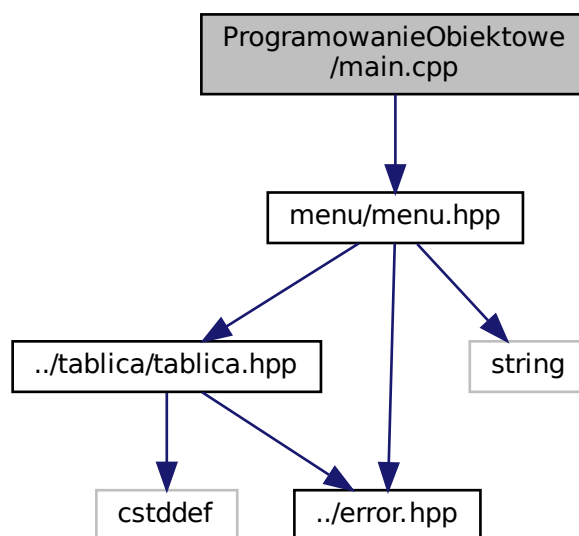 ProgramowanieObiektowe
/main.cpp
menu/menu.hpp
../tablica/tablica.hpp
string
cstddef
../error.hpp